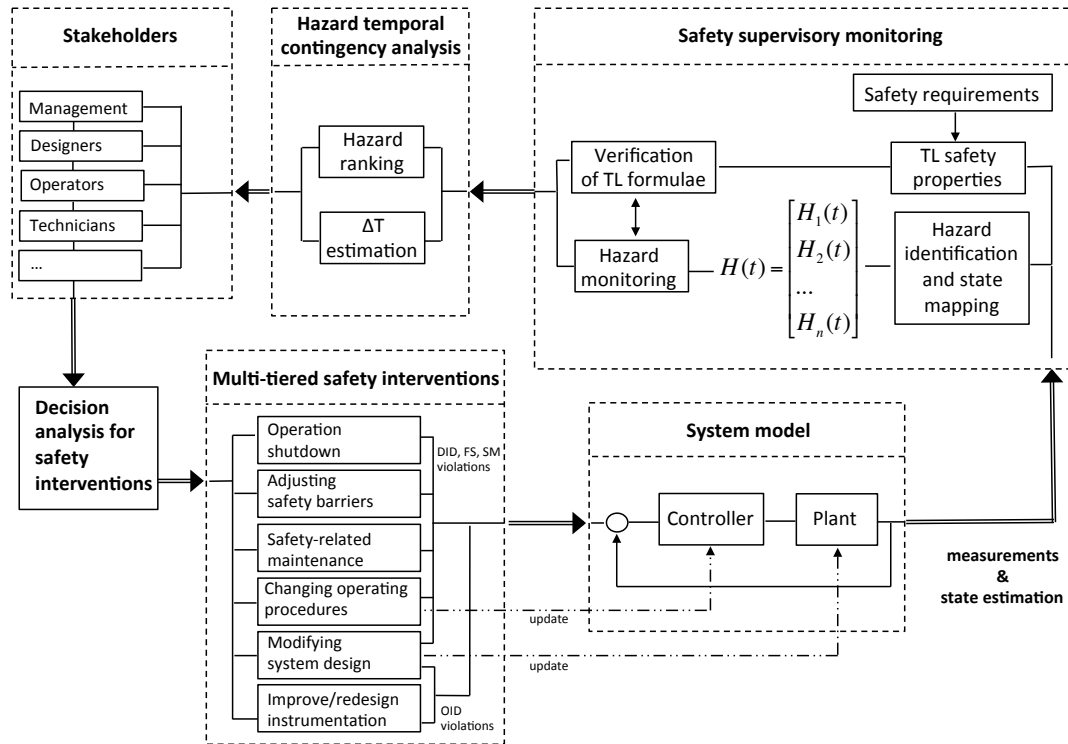 Stakeholders
Management
Designers
Operators
Technicians
...
Hazard temporal
contingency analysis
Hazard
ranking
ΔT
estimation
Safety supervisory monitoring
Safety requirements
Verification
of TL formulae
TL safety
properties
Hazard
monitoring
H(t) =
H₁(t)
H₂(t)
...
Hₙ(t)
Hazard
identification
and state
mapping
Decision
analysis for
safety
interventions
Multi-tiered safety interventions
Operation
shutdown
Adjusting
safety barriers
Safety-related
maintenance
Changing operating
procedures
Modifying
system design
Improve/redesign
instrumentation
DID, FS, SM
violations
OID
violations
update
update
System model
Controller
Plant
measurements
&
state estimation